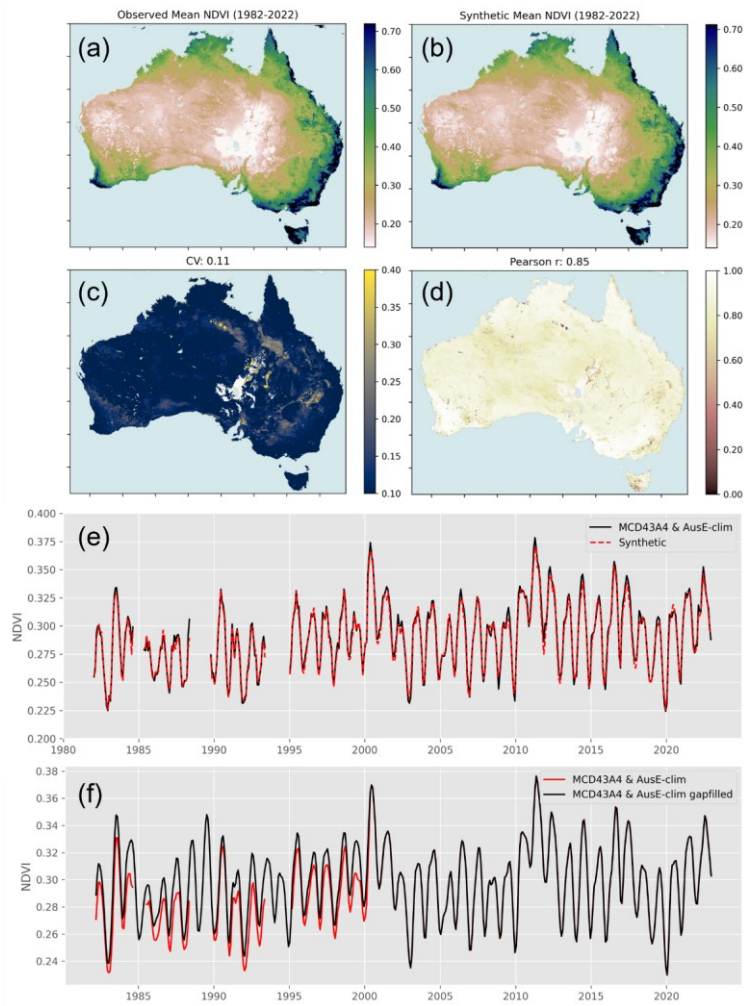 Observed Mean NDVI (1982-2022)
Synthetic Mean NDVI (1982-2022)
(a)
0.70
0.60
0.50
0.40
0.30
0.20
(b)
0.70
0.60
0.50
0.40
0.30
0.20
CV: 0.11
Pearson r: 0.85
(c)
0.40
0.35
0.30
0.25
0.20
0.15
0.10
(d)
1.00
0.80
0.60
0.40
0.20
0.00
(e)
0.400
0.375
0.350
0.325
0.300
0.275
0.250
0.225
0.200
NDVI
MCD43A4 & AusE-clim
Synthetic
1980 1985 1990 1995 2000 2005 2010 2015 2020
(f)
0.38
0.36
0.34
0.32
0.30
0.28
0.26
0.24
NDVI
MCD43A4 & AusE-clim
MCD43A4 & AusE-clim gapfilled
1985 1990 1995 2000 2005 2010 2015 2020